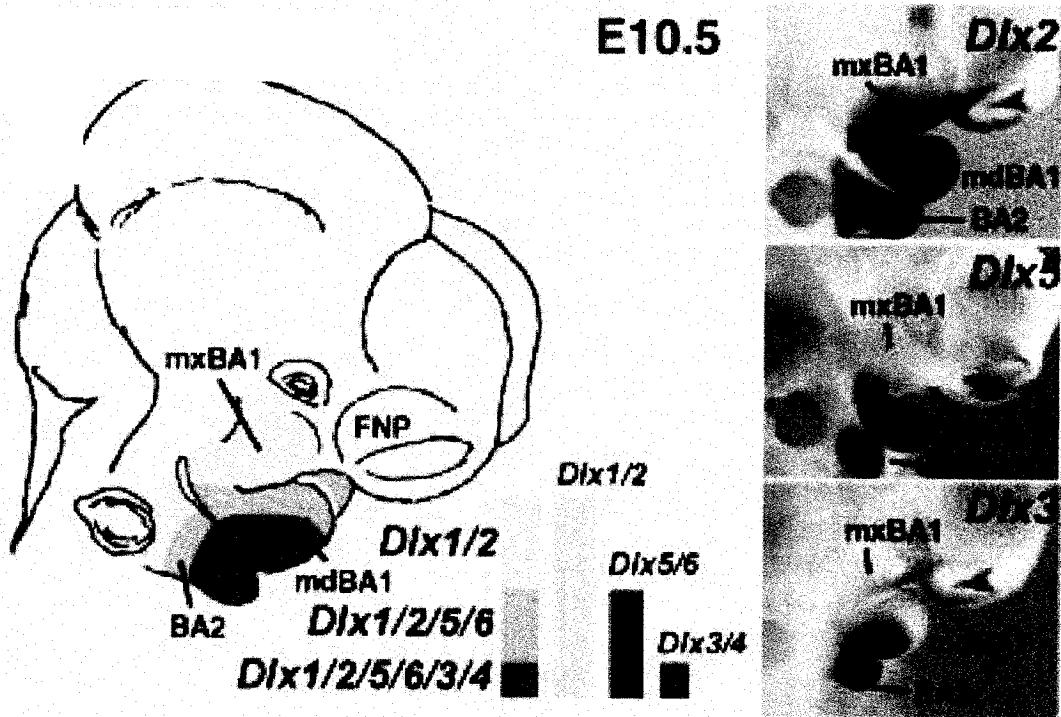 E10.5
mxBA1
FNP
BA2
mdBA1
Dlx1/2
Dlx1/2/5/6
Dlx1/2/5/6/3/4
Dlx1/2
Dlx5/6
Dlx3/4
Dlx2
mxBA1
mdBA1
BA2
Dlx5
mxBA1
Dlx3
mxBA1